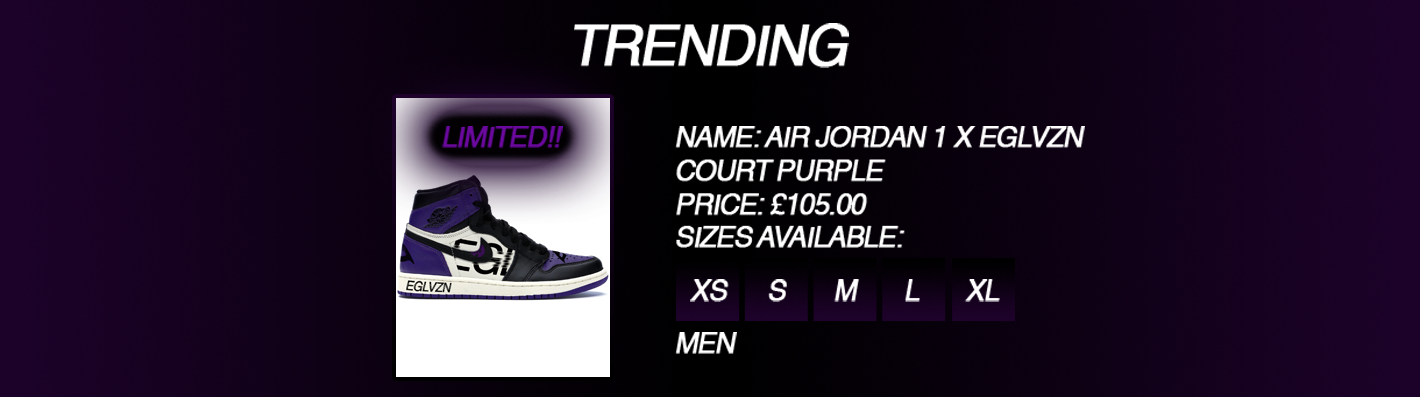 TRENDING
LIMITED!!
EGLVZN
NAME: AIR JORDAN 1 X EGLVZN
COURT PURPLE
PRICE: £105.00
SIZES AVAILABLE:
XS S M L XL
MEN